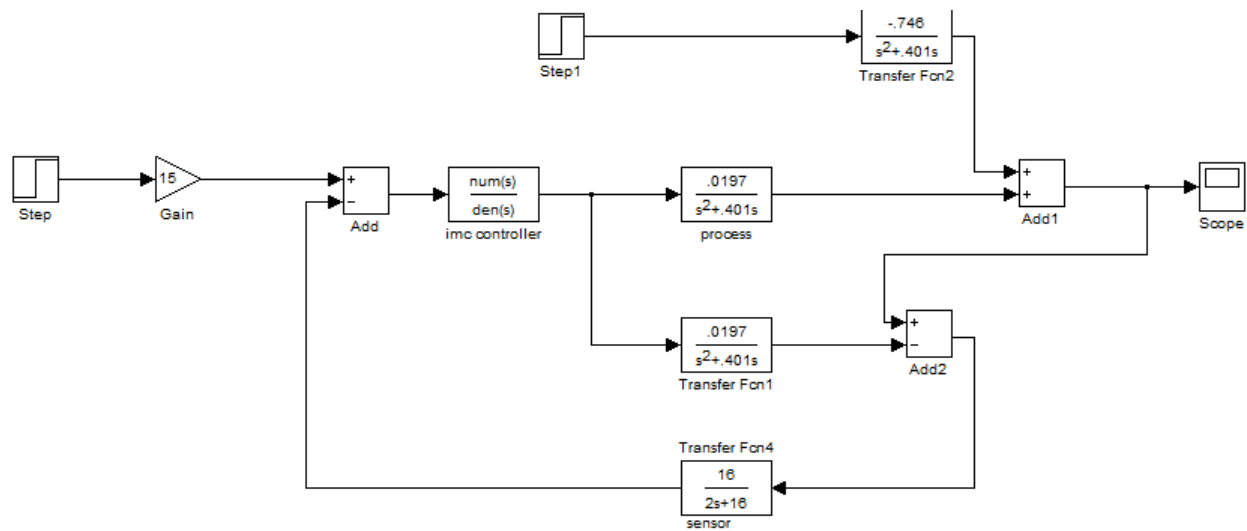 -.746
s2+.401s
Transfer Fcn2
Step1
Step
15
Gain
+
−
Add
num(s)
den(s)
imc controller
.0197
s2+.401s
process
+
+
Add1
Scope
.0197
s2+.401s
Transfer Fcn1
+
−
Add2
Transfer Fcn4
16
2s+16
sensor